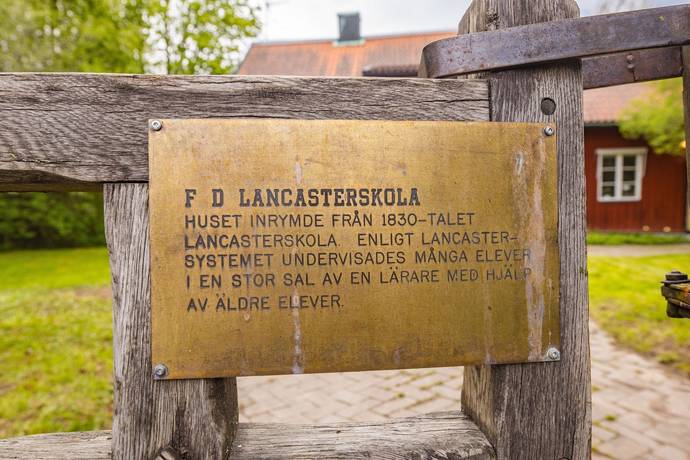 F D LANCASTERSKOLA
HUSET INRYMDE FRÅN 1830-TALET
LANCASTERSKOLA. ENLIGT LANCASTER-
SYSTEMET UNDERVISADES MÅNGA ELEVER
I EN STOR SAL AV EN LÄRARE MED HJÄLP
AV ÄLDRE ELEVER.